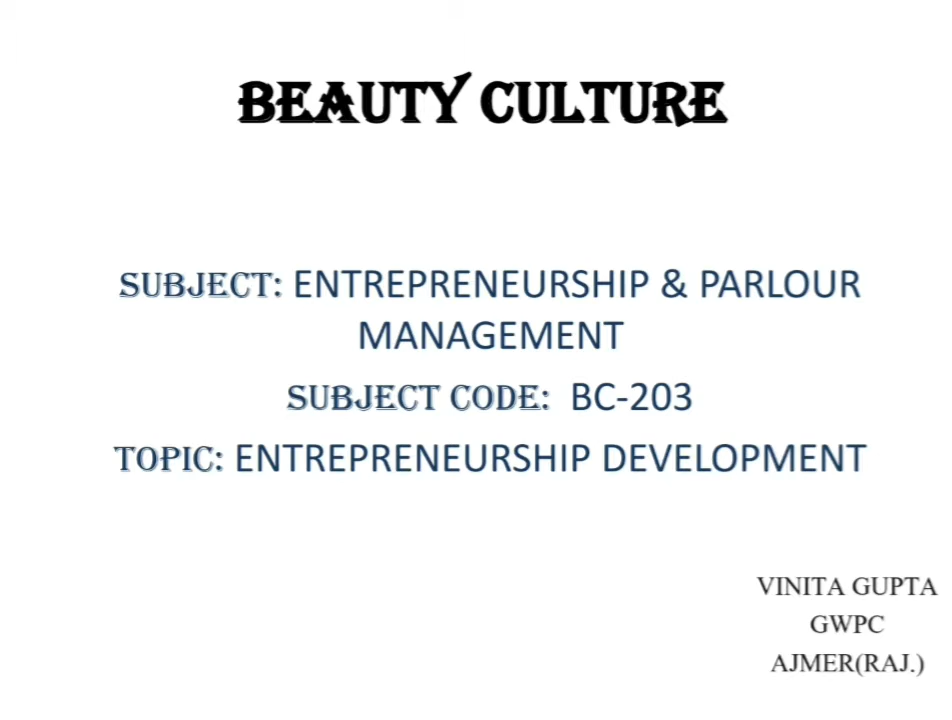 BEAUTY CULTURE
SUBJECT: ENTREPRENEURSHIP & PARLOUR
MANAGEMENT
SUBJECT CODE: BC-203
TOPIC: ENTREPRENEURSHIP DEVELOPMENT
VINITA GUPTA
GWPC
AJMER(RAJ.)